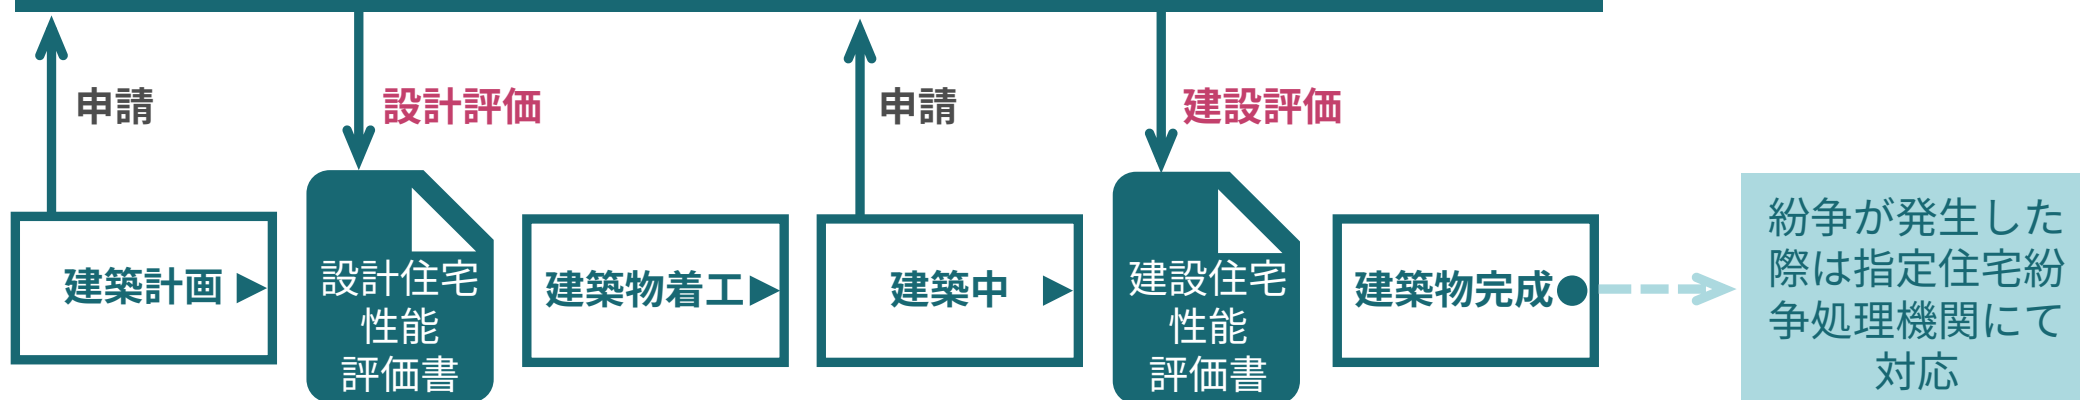 申請
設計評価
申請
建設評価
建築計画
設計住宅
性能
評価書
建築物着工
建築中
建設住宅
性能
評価書
建築物完成
紛争が発生した
際は指定住宅紛
争処理機関にて
対応